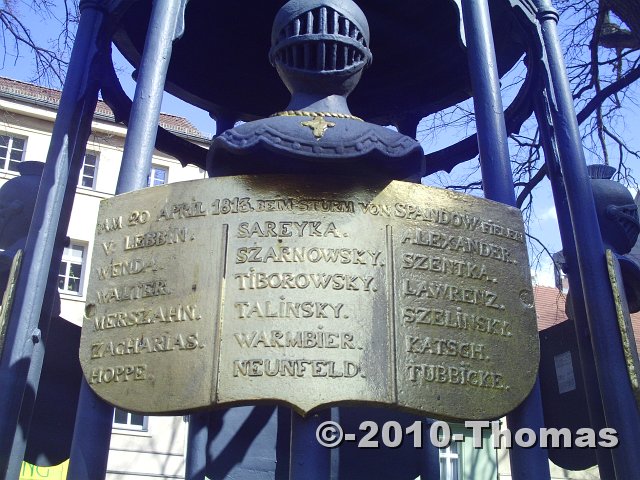 AM 20 APRIL 1813 BEIM STURM VON SPANDOW FIELEN
V. LEBBIN.
WENDA.
WALTER.
MERSZAHN.
ZACHARIAS.
HOPPE.
SAREYKA.
SZARNOWSKY.
TIBOROWSKY.
TALINSKY.
WARMBIER.
NEUNFELD.
ALEXANDER.
SZENTKA.
LAWRENZ.
SZELINSKY.
KATSCH.
TUBBICKE.
©-2010-Thomas